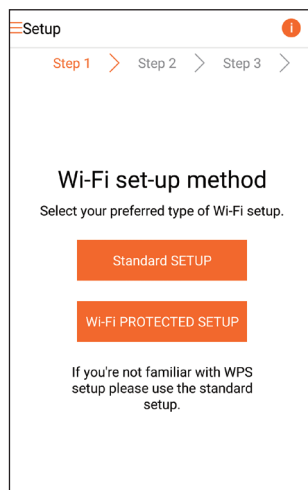 Setup
i
Step 1 Step 2 Step 3
Wi-Fi set-up method
Select your preferred type of Wi-Fi setup.
Standard SETUP
Wi-Fi PROTECTED SETUP
If you're not familiar with WPS
setup please use the standard
setup.